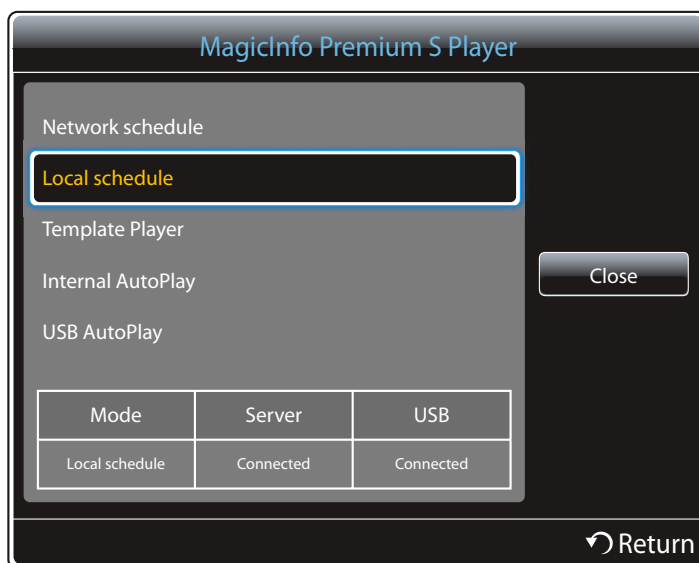 MagicInfo Premium S Player
Network schedule
Local schedule
Template Player
Internal AutoPlay
USB AutoPlay
Close
Mode Server USB
Local schedule Connected Connected
Return